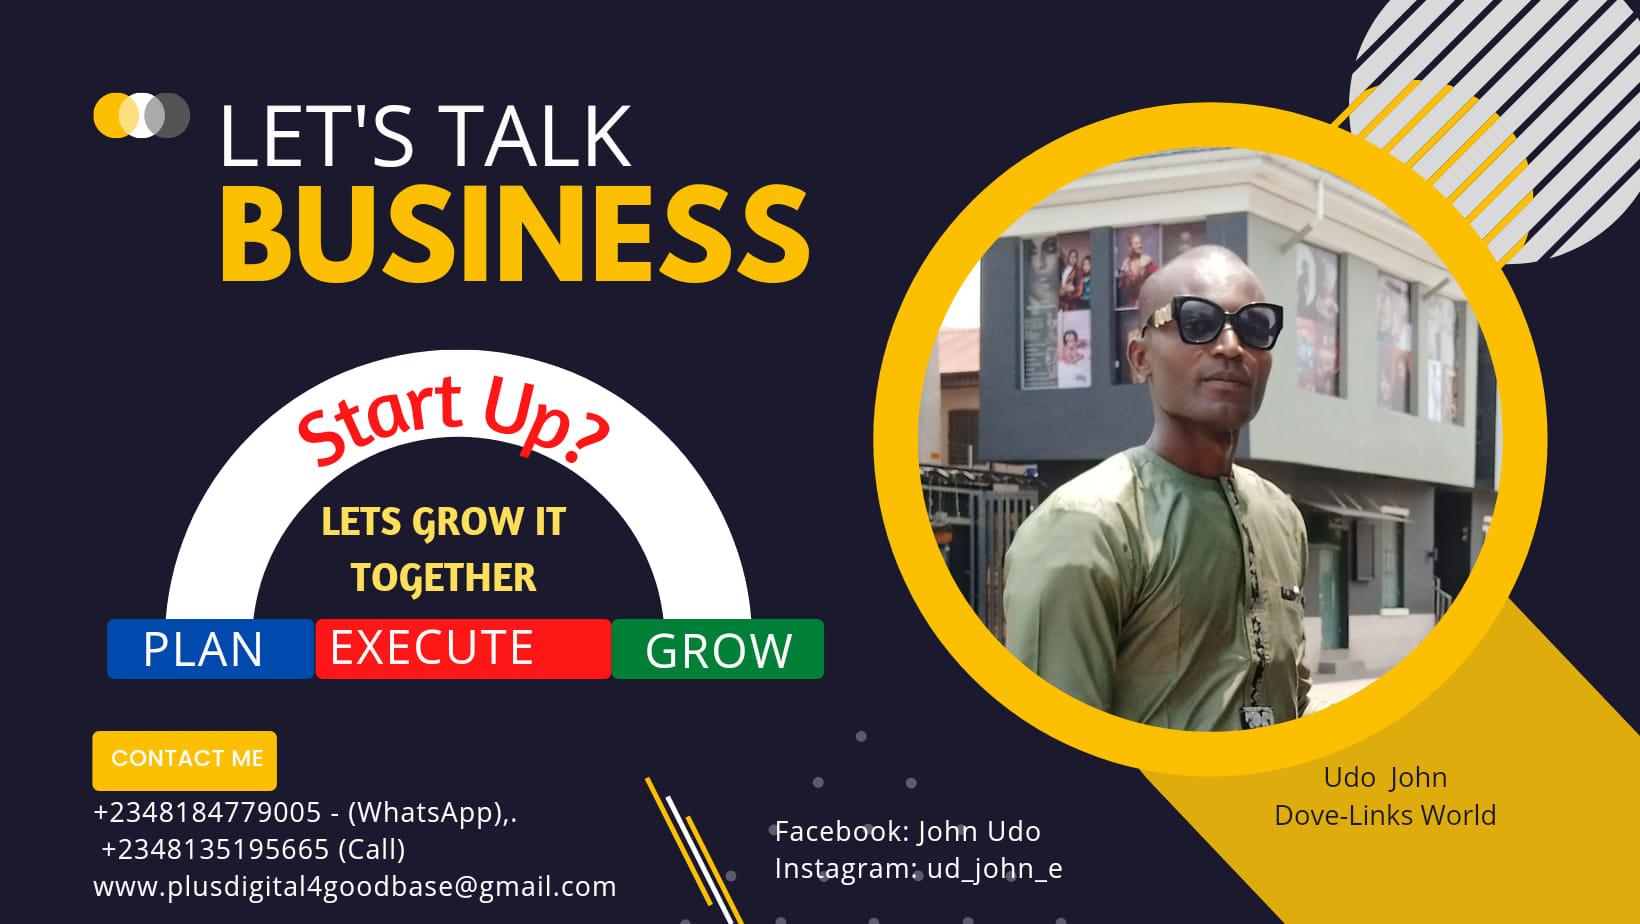 LET'S TALK
BUSINESS
Start Up?
LETS GROW IT
TOGETHER
PLAN
EXECUTE
GROW
CONTACT ME
+2348184779005 - (WhatsApp),.
+2348135195665 (Call)
www.plusdigital4goodbase@gmail.com
Facebook: John Udo
Instagram: ud_john_e
Udo John
Dove-Links World